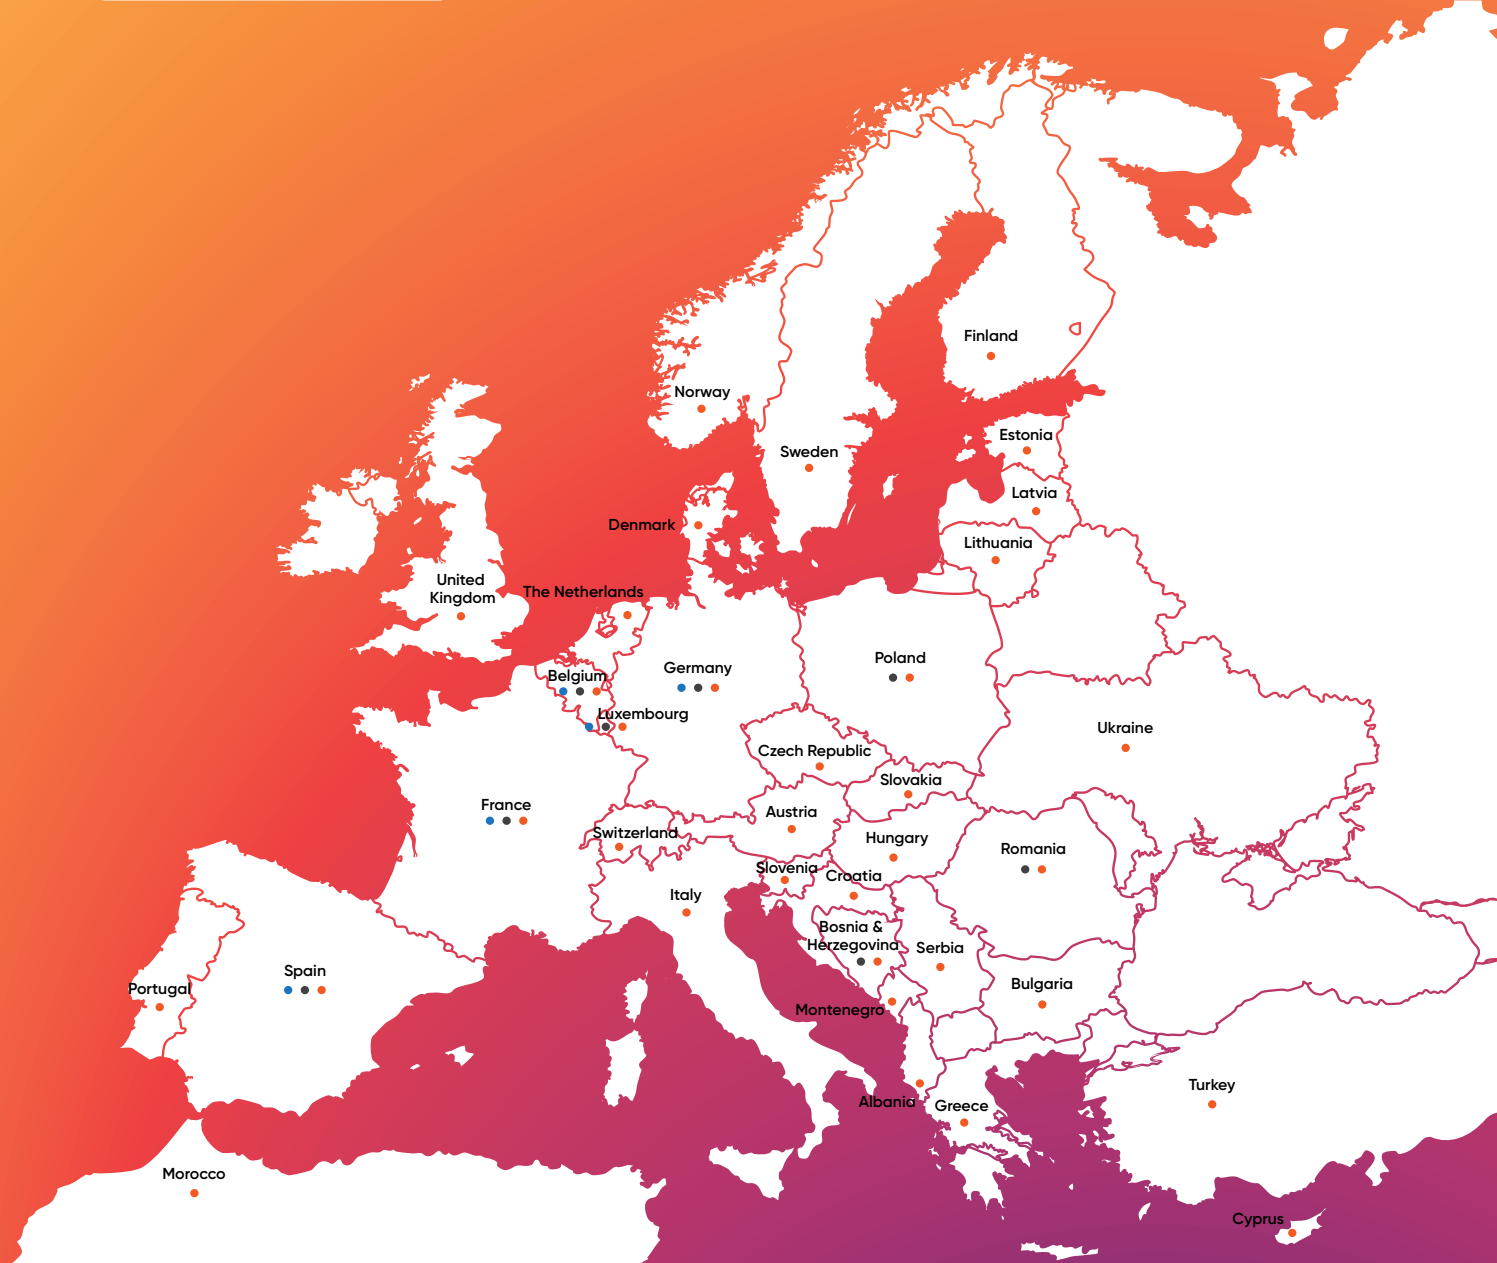 Finland
Norway
Estonia
Sweden
Latvia
Denmark
Lithuania
United
Kingdom
The Netherlands
Poland
Germany
Belgium
Luxembourg
Ukraine
Czech Republic
Slovakia
France
Austria
Switzerland
Hungary
Romania
Slovenia
Croatia
Italy
Bosnia &
Herzegovina
Serbia
Spain
Bulgaria
Portugal
Montenegro
Turkey
Albania
Greece
Morocco
Cyprus